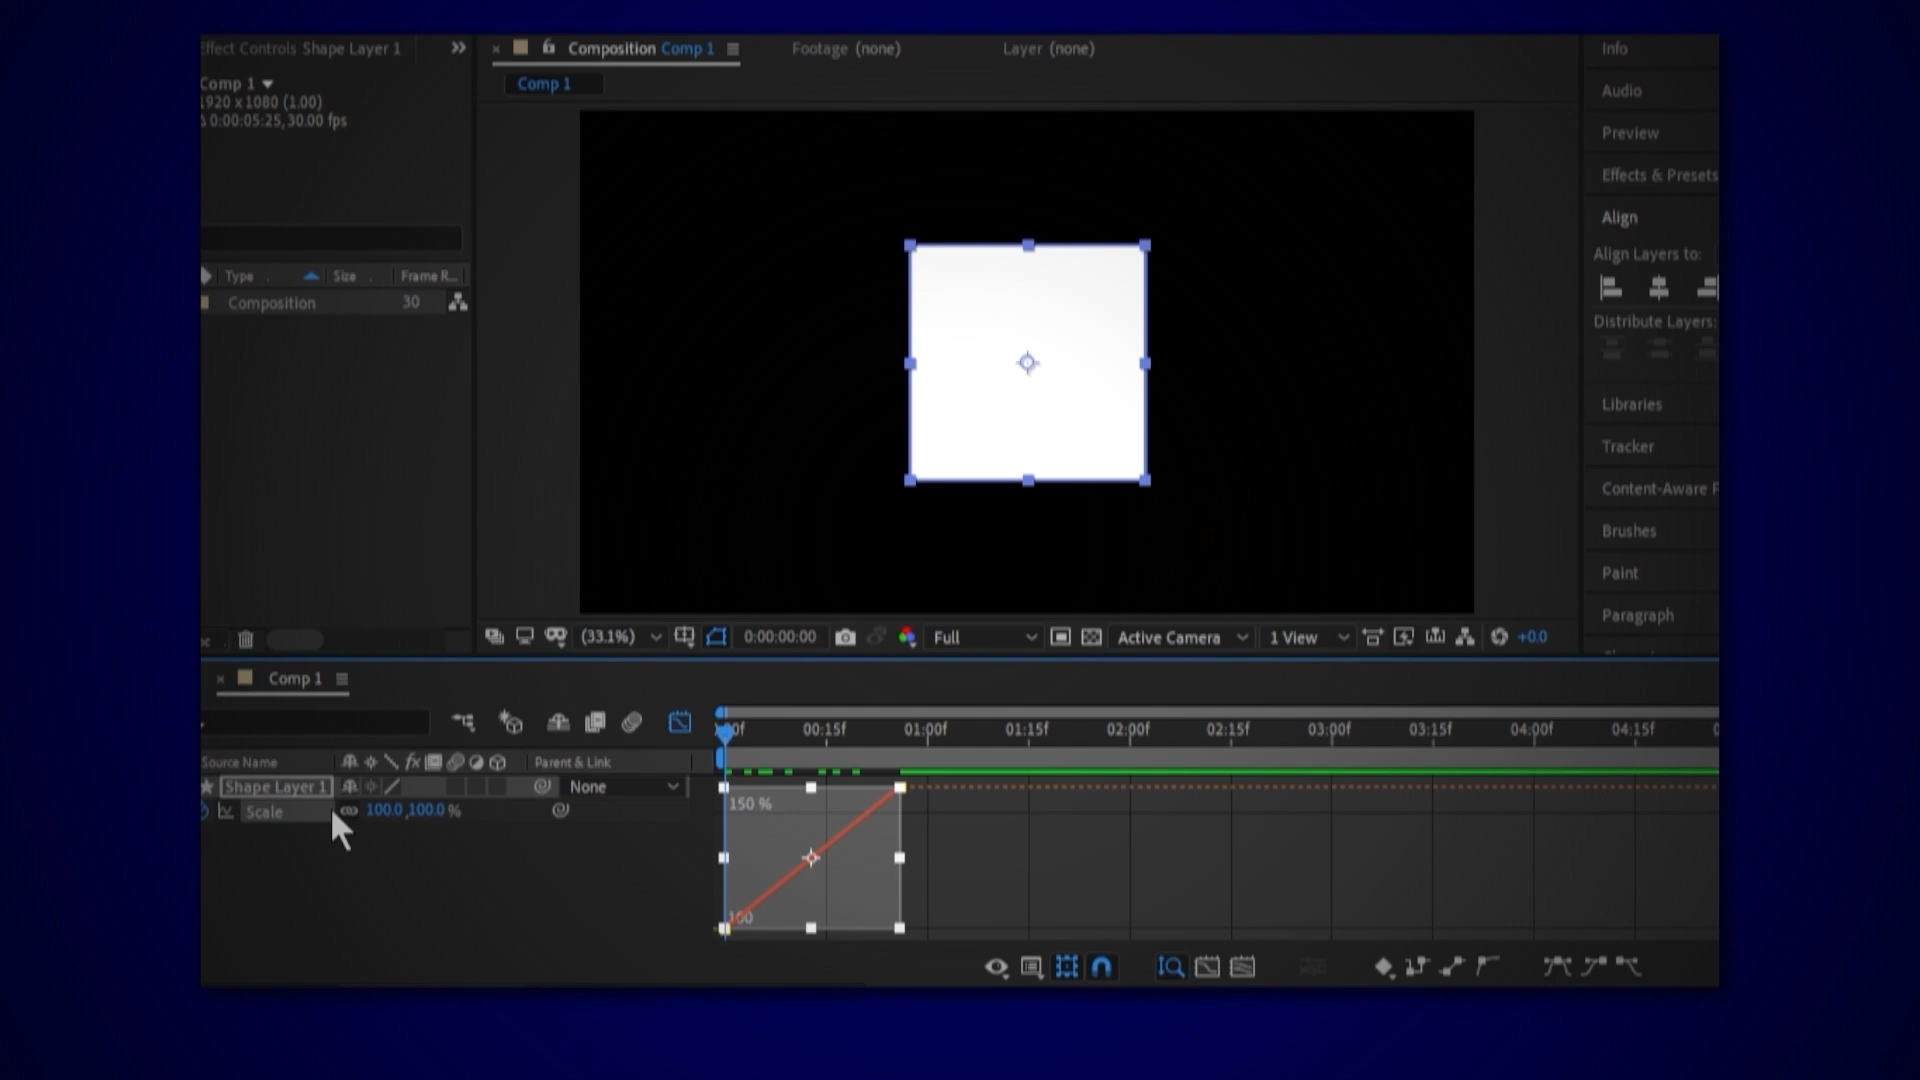 Effect Controls Shape Layer 1
Comp 1
1920 x 1080 (1.00)
Δ 0:00:05:25, 30.00 fps
Type
Size
Frame R...
Composition
30
Composition Comp 1
Footage (none)
Layer (none)
Comp 1
(33.1%)
0:00:00:00
Full
Active Camera
1 View
+0.0
Info
Audio
Preview
Effects & Presets
Align
Align Layers to:
Distribute Layers:
Libraries
Tracker
Content-Aware F
Brushes
Paint
Paragraph
Comp 1
00f 00:15f 01:00f 01:15f 02:00f 02:15f 03:00f 03:15f 04:00f 04:15f
Source Name
fx
Parent & Link
Shape Layer 1
None
Scale
100.0,100.0 %
150 %
100